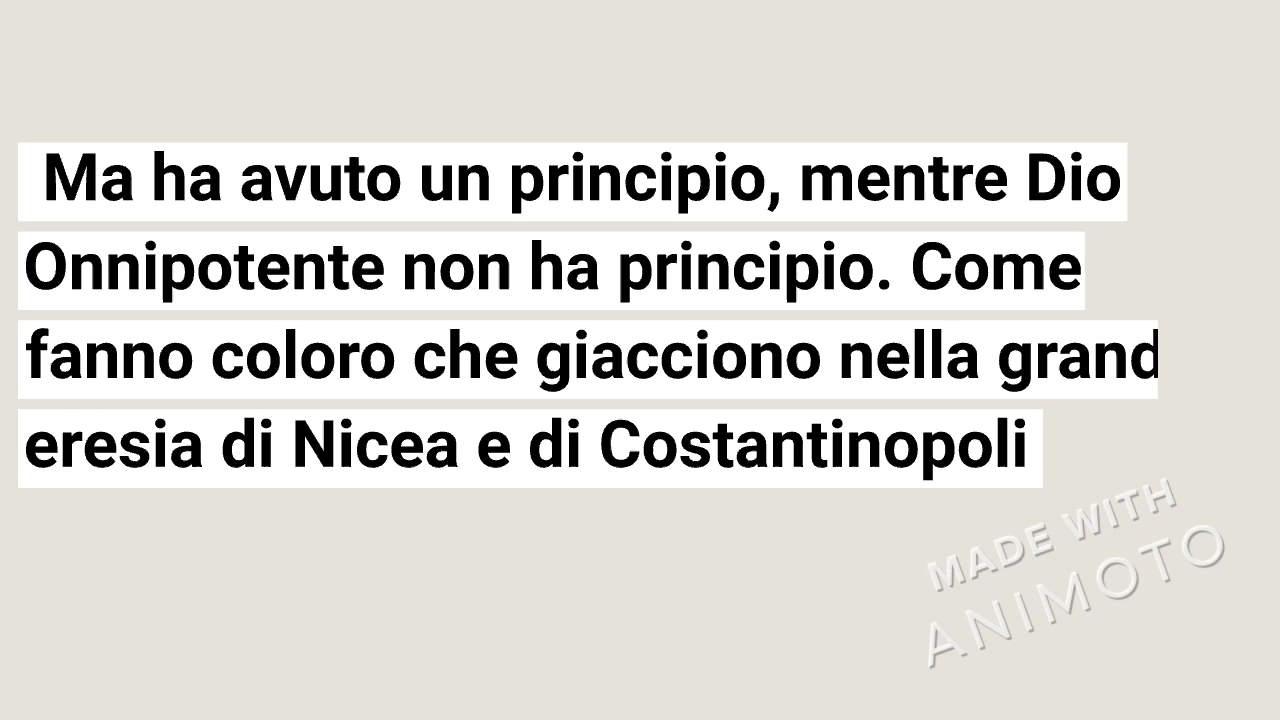 Ma ha avuto un principio, mentre Dio
Onnipotente non ha principio. Come
fanno coloro che giacciono nella grand
eresia di Nicea e di Costantinopoli
MADE WITH
ANIMOTO